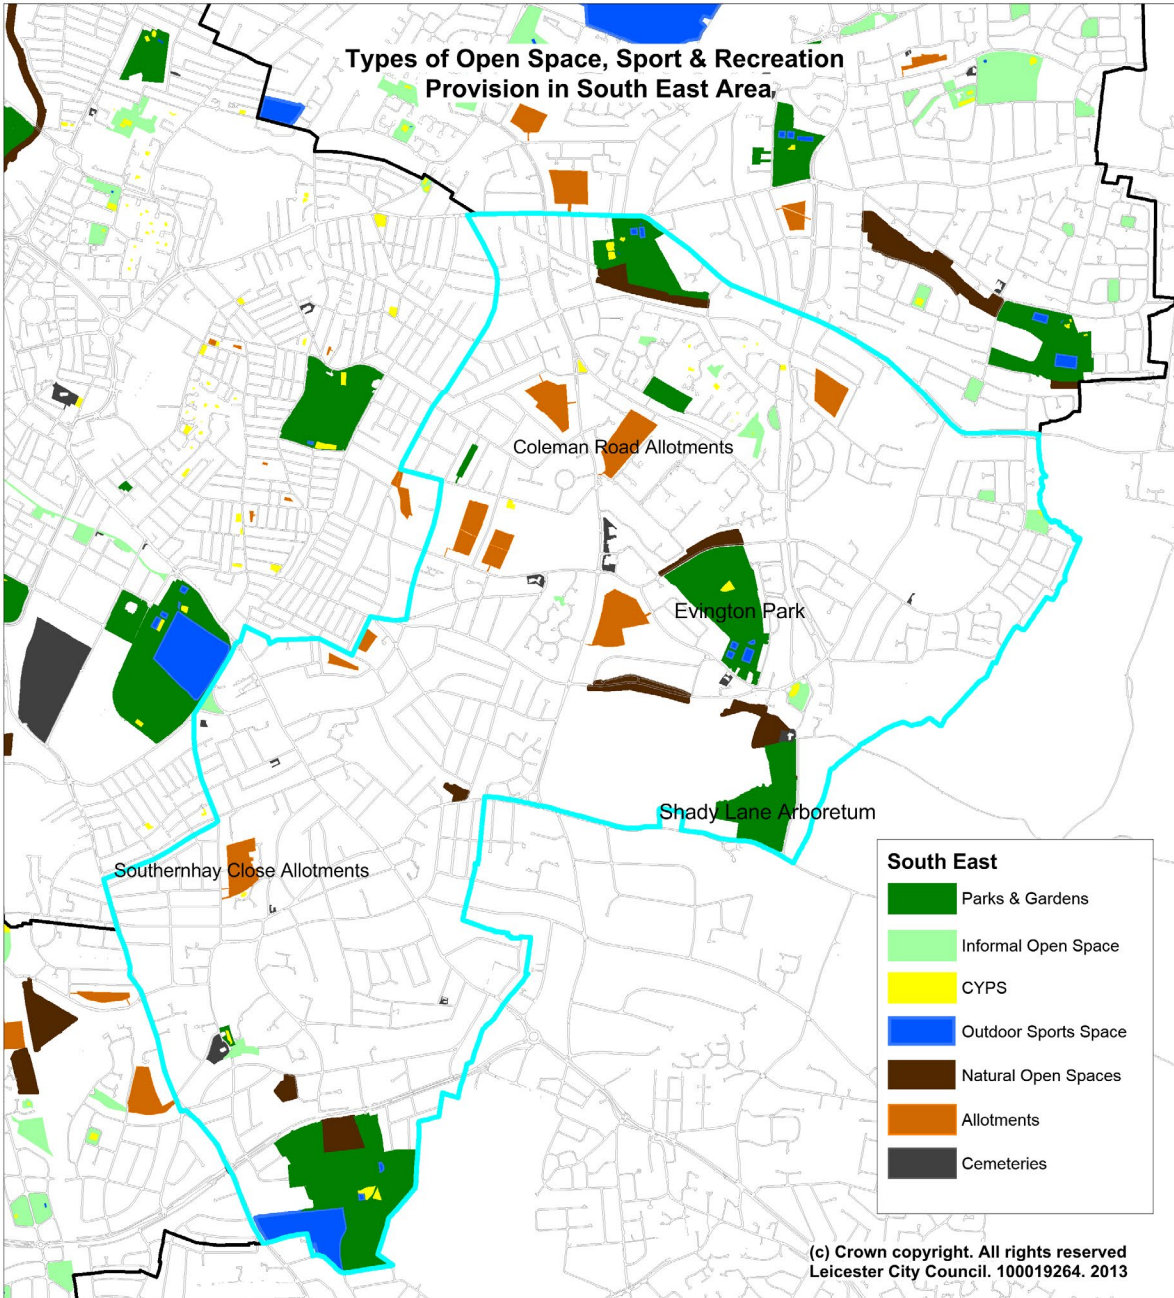 Types of Open Space, Sport & Recreation
Provision in South East Area
Coleman Road Allotments
Evington Park
Shady Lane Arboretum
Southernhay Close Allotments
South East
Parks & Gardens
Informal Open Space
CYPS
Outdoor Sports Space
Natural Open Spaces
Allotments
Cemeteries
(c) Crown copyright. All rights reserved
Leicester City Council. 100019264. 2013